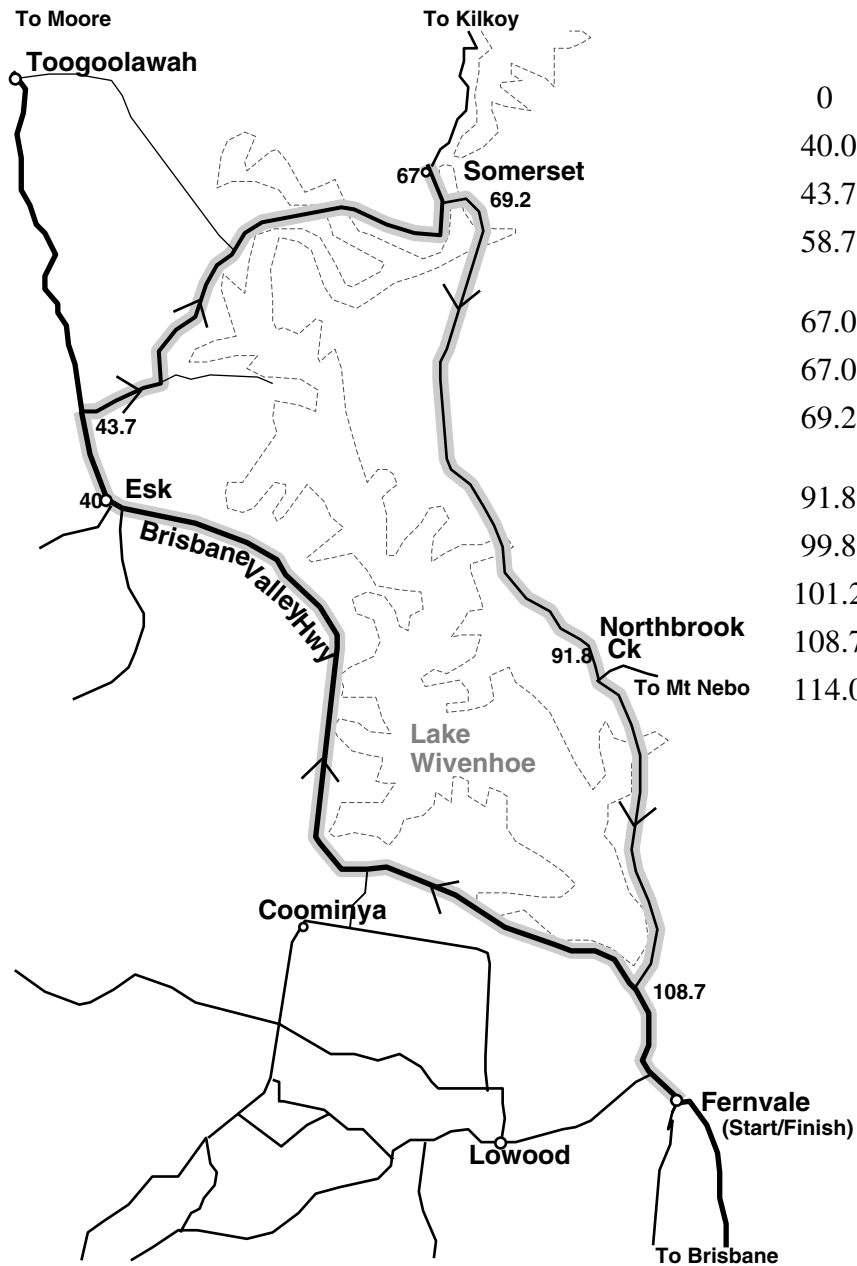 To Moore
To Kilkoy
Toogoolawah
0
40.0
67
Somerset
69.2
43.7
58.7
67.0
67.0
43.7
69.2
40
Esk
91.8
Brisbane Valley Hwy
99.8
101.2
Northbrook
Ck
91.8
108.7
To Mt Nebo
114.0
Lake
Wivenhoe
Coominya
108.7
Fernvale
(Start/Finish)
Lowood
To Brisbane